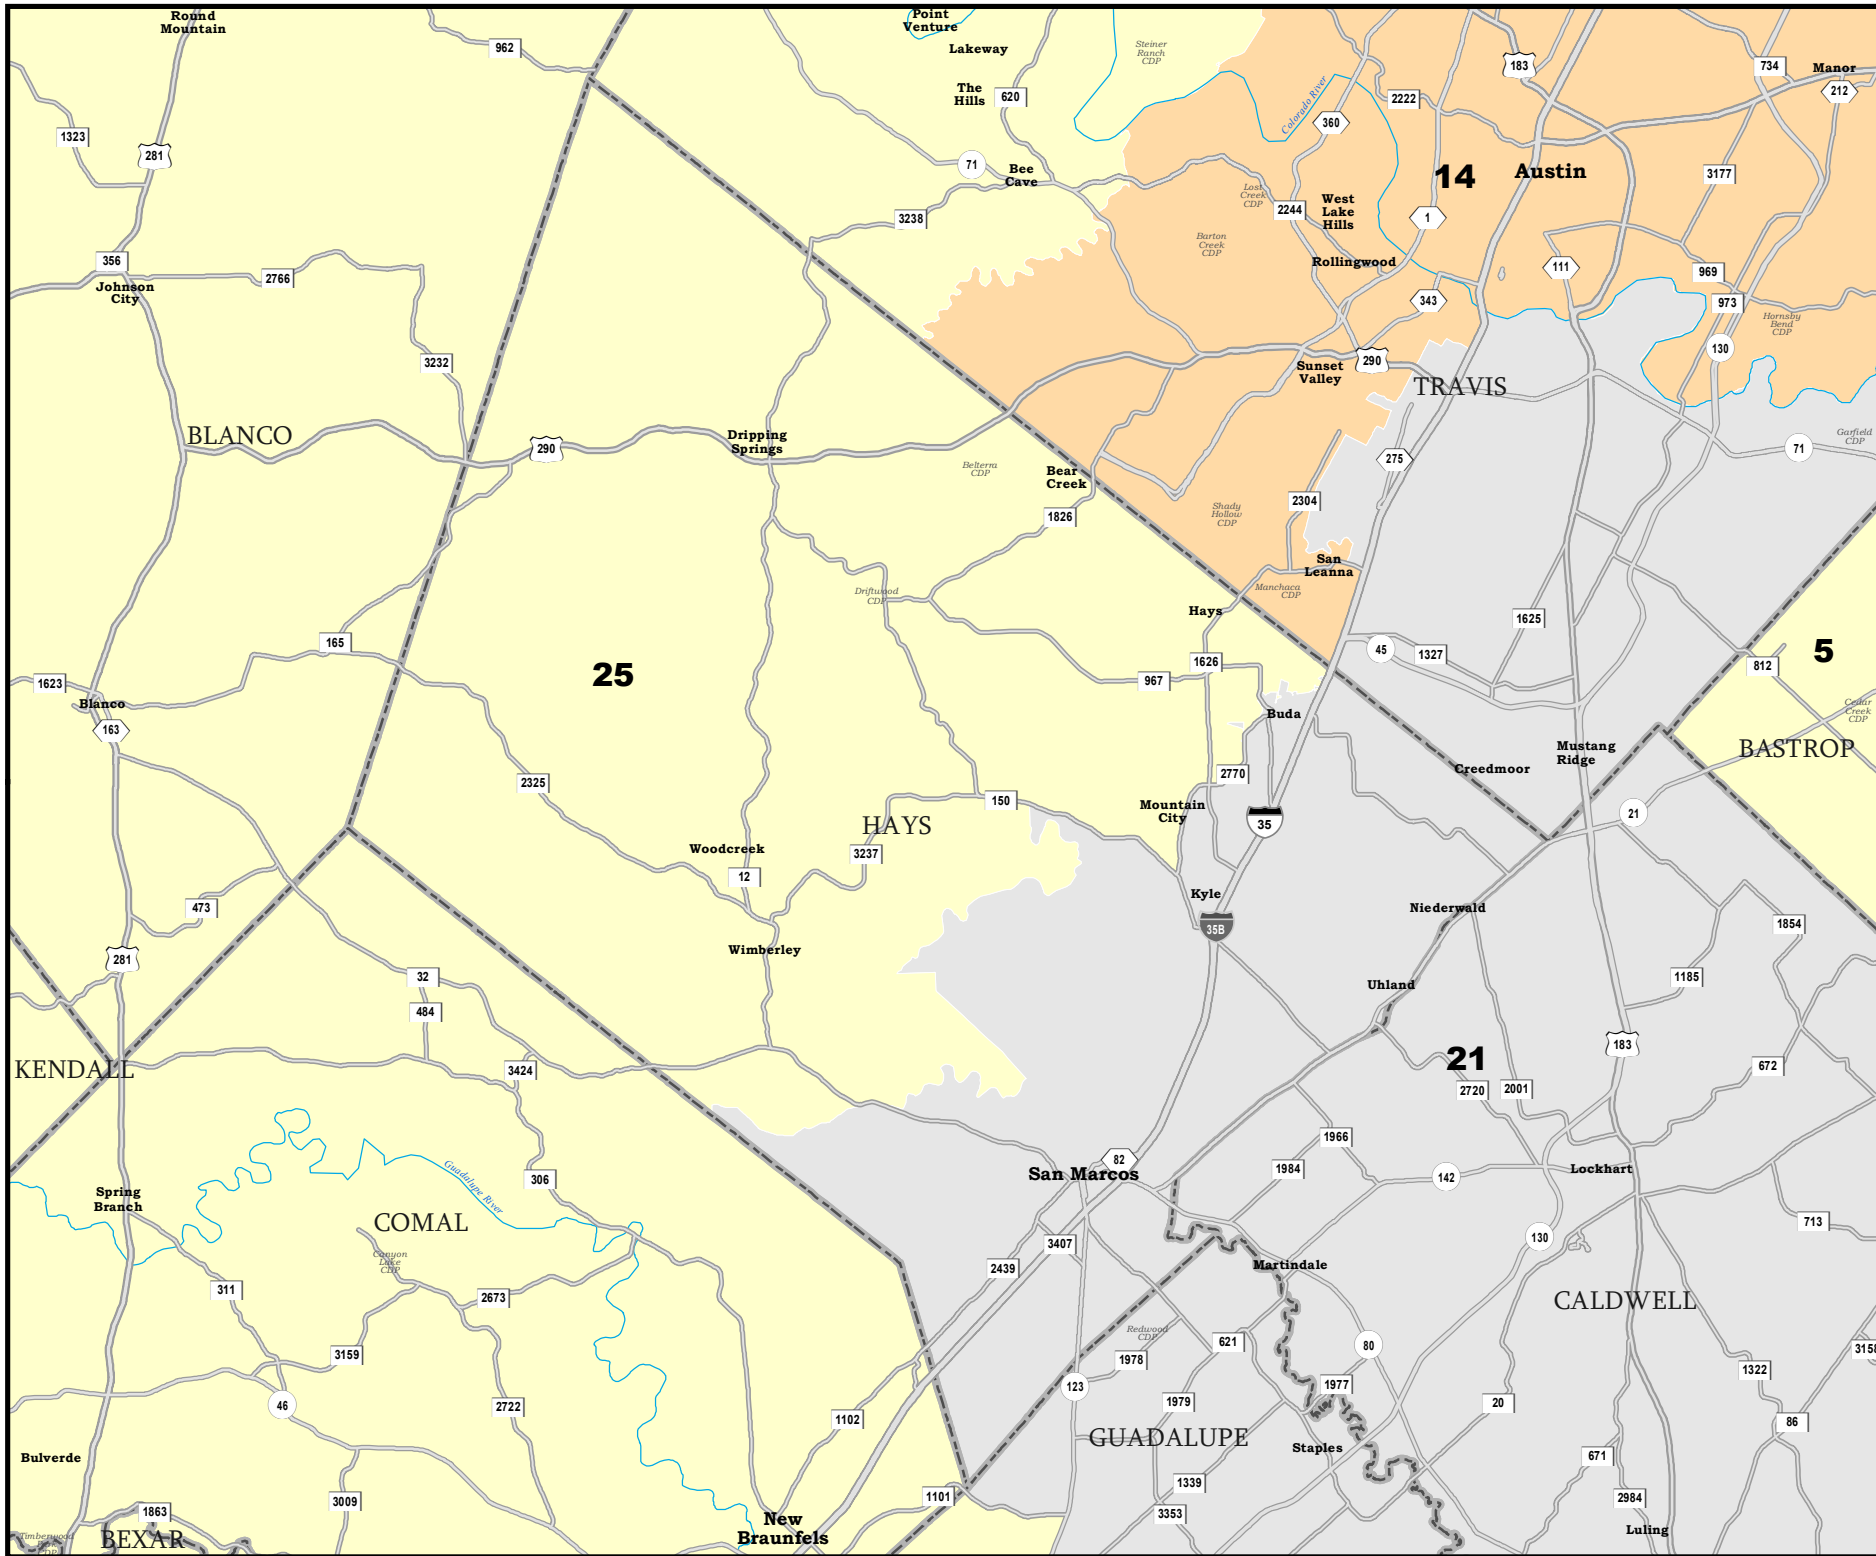 Round
Mountain
962
Point
Venture
Lakeway
Steiner
Ranch
CDP
183
734
Manor
212
The
Hills
620
2222
Colorado River
360
1323
281
71
Bee
Cave
14
Austin
3177
Lost
Creek
CDP
2244
West
Lake
Hills
1
3238
Barton
Creek
CDP
Rollingwood
111
969
356
Johnson
City
2766
343
973
Hornsby
Bend
CDP
130
3232
Sunset
Valley
290
TRAVIS
BLANCO
290
Dripping
Springs
Belterra
CDP
Bear
Creek
275
71
Garfield
CDP
1826
Shady
Hollow
CDP
2304
San
Leanna
Manchaca
CDP
Driftwood
CDP
Hays
1625
165
25
1626
967
45
1327
812
5
1623
Blanco
163
Buda
Cedar
Creek
CDP
Mustang
Ridge
BASTROP
Creedmoor
2325
2770
150
Mountain
City
35
21
HAYS
Woodcreek
12
3237
Kyle
35B
Niederwald
473
1854
Wimberley
281
32
484
Uhland
1185
KENDALL
3424
21
183
672
2720
2001
1966
82
San Marcos
1984
142
Lockhart
Guadalupe River
306
Spring
Branch
COMAL
713
Canyon
Lake
CDP
3407
2439
130
Martindale
311
2673
CALDWELL
3159
Redwood
CDP
1978
621
80
3158
1322
46
2722
123
1979
1977
20
1102
86
GUADALUPE
Staples
Bulverde
671
1339
3009
1101
2984
1863
3353
New
Braunfels
Luling
Timberwood
CDP
BEXAR